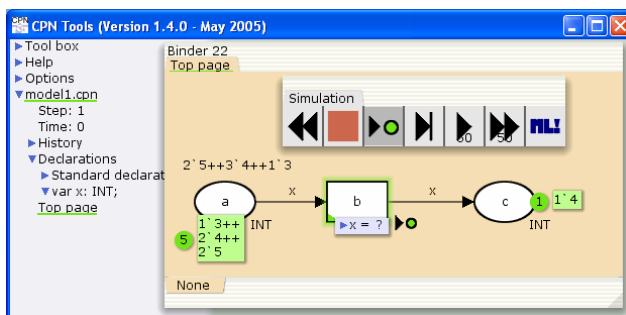 CPN Tools (Version 1.4.0 - May 2005)
Tool box
Help
Options
model1.cpn
Step: 1
Time: 0
History
Declarations
Standard declarat
var x: INT;
Top page
Binder 22
Top page
Simulation
50
ML!
2`5++3`4++1`3
a
x
b
x
c
1
1`4
5
1`3++
2`4++
2`5
INT
x = ?
INT
None